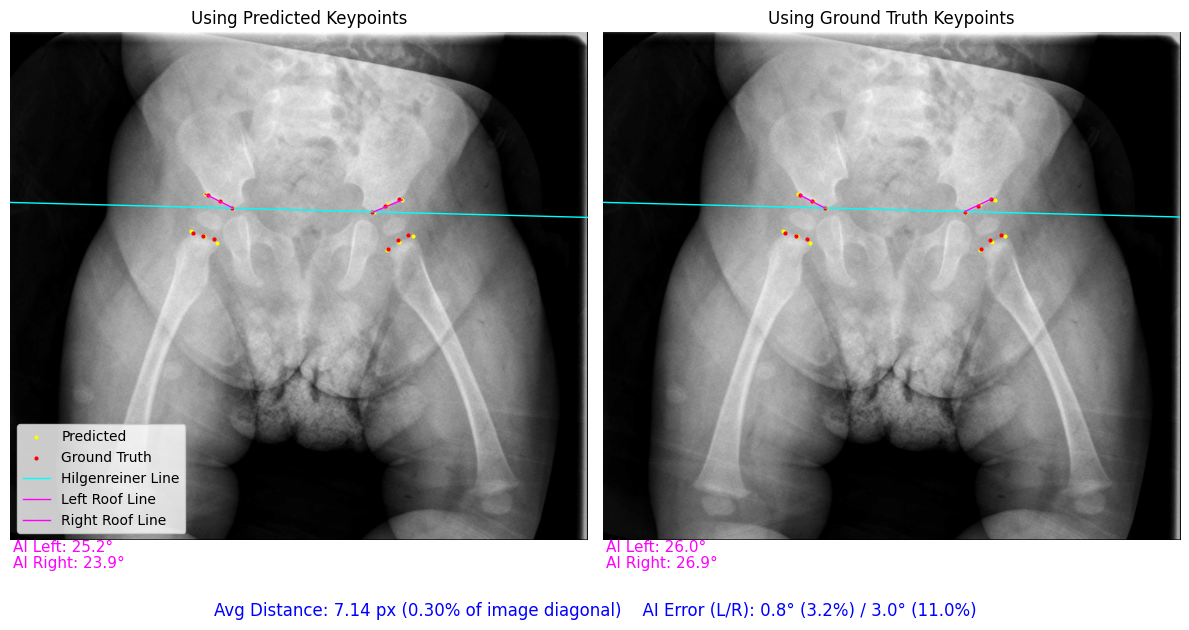 Using Predicted Keypoints
Using Ground Truth Keypoints
Predicted
Ground Truth
Hilgenreiner Line
Left Roof Line
Right Roof Line
AI Left: 25.2°
AI Right: 23.9°
AI Left: 26.0°
AI Right: 26.9°
Avg Distance: 7.14 px (0.30% of image diagonal)    AI Error (L/R): 0.8° (3.2%) / 3.0° (11.0%)